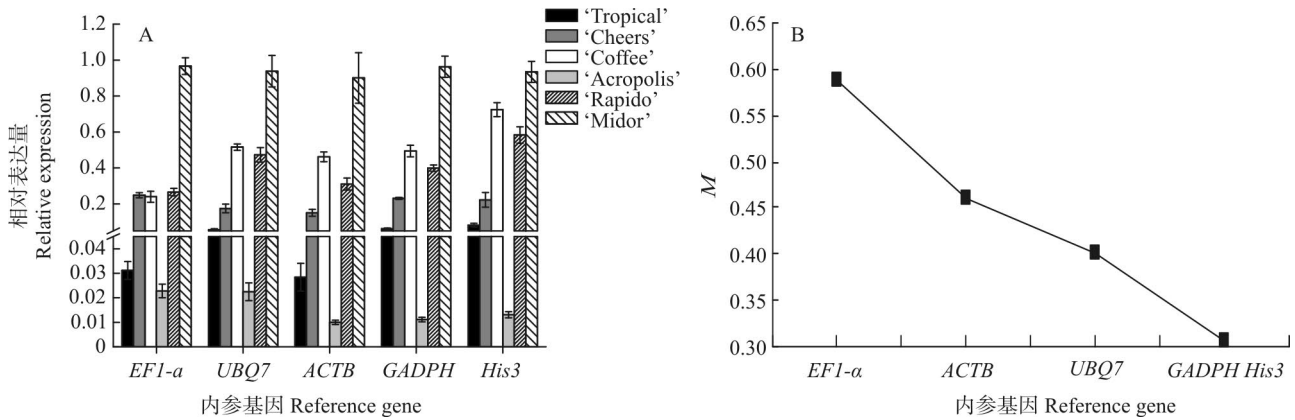 A
‘Tropical’
‘Cheers’
‘Coffee’
‘Acropolis’
‘Rapido’
‘Midor’
相对表达量
Relative expression
1.2
1.0
0.8
0.6
0.4
0.2
0.04
0.03
0.02
0.01
0
EF1-a UBQ7 ACTB GADPH His3
内参基因 Reference gene
B
M
0.65
0.60
0.55
0.50
0.45
0.40
0.35
0.30
EF1-α ACTB UBQ7 GADPH His3
内参基因 Reference gene